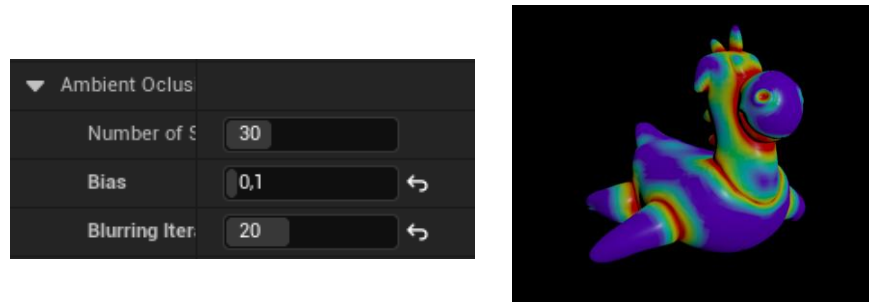 Ambient Oclus
Number of S 30
Bias 0,1
Blurring Iter 20